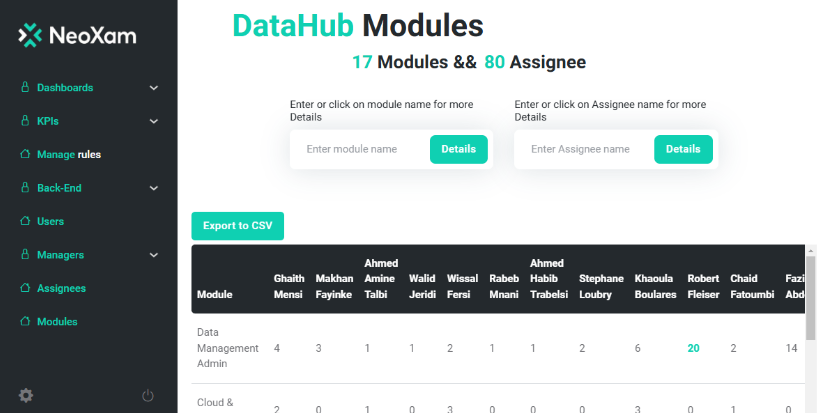 NeoXam
Dashboards
KPIs
Manage rules
Back-End
Users
Managers
Assignees
Modules
DataHub Modules
17 Modules && 80 Assignee
Enter or click on module name for more
Details
Enter module name
Details
Enter or click on Assignee name for more
Details
Enter Assignee name
Details
Export to CSV
Module
Ghaith
Mensi
Makhan
Fayinke
Ahmed
Amine
Talbi
Walid
Jeridi
Wissal
Fersi
Rabeb
Mnani
Ahmed
Habib
Trabelsi
Stephane
Loubry
Khaoula
Boulares
Robert
Fleiser
Chaid
Fatoumbi
Fazi
Abd
Data
Management
Admin
4 3 1 1 2 1 1 2 6 20 2 14
Cloud &
2 0 1 0 3 0 0 0 3 0 1 0